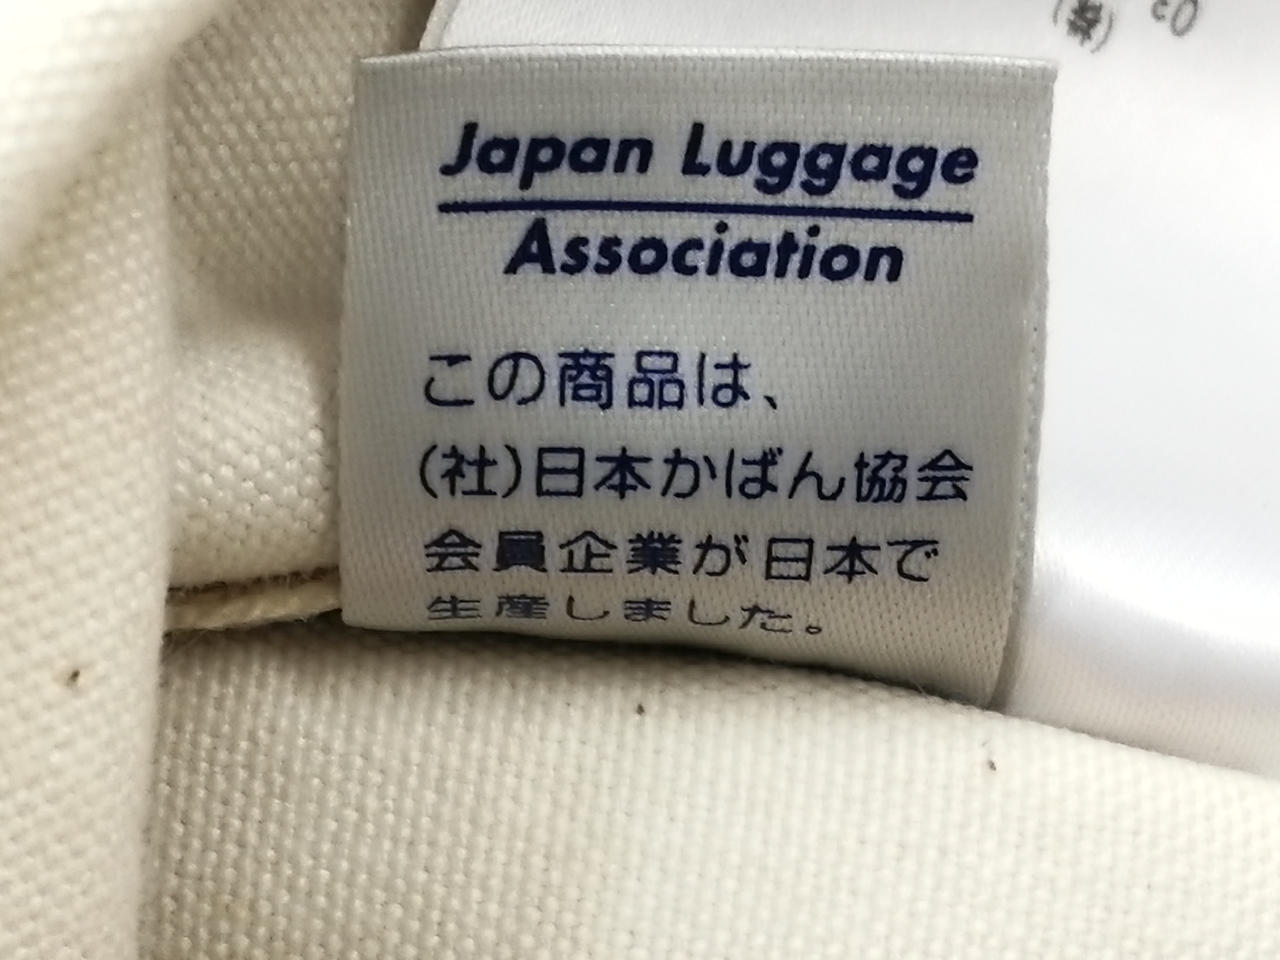 Japan Luggage
Association
この商品は、
(社)日本かばん協会
会員企業が日本で
生産しました。